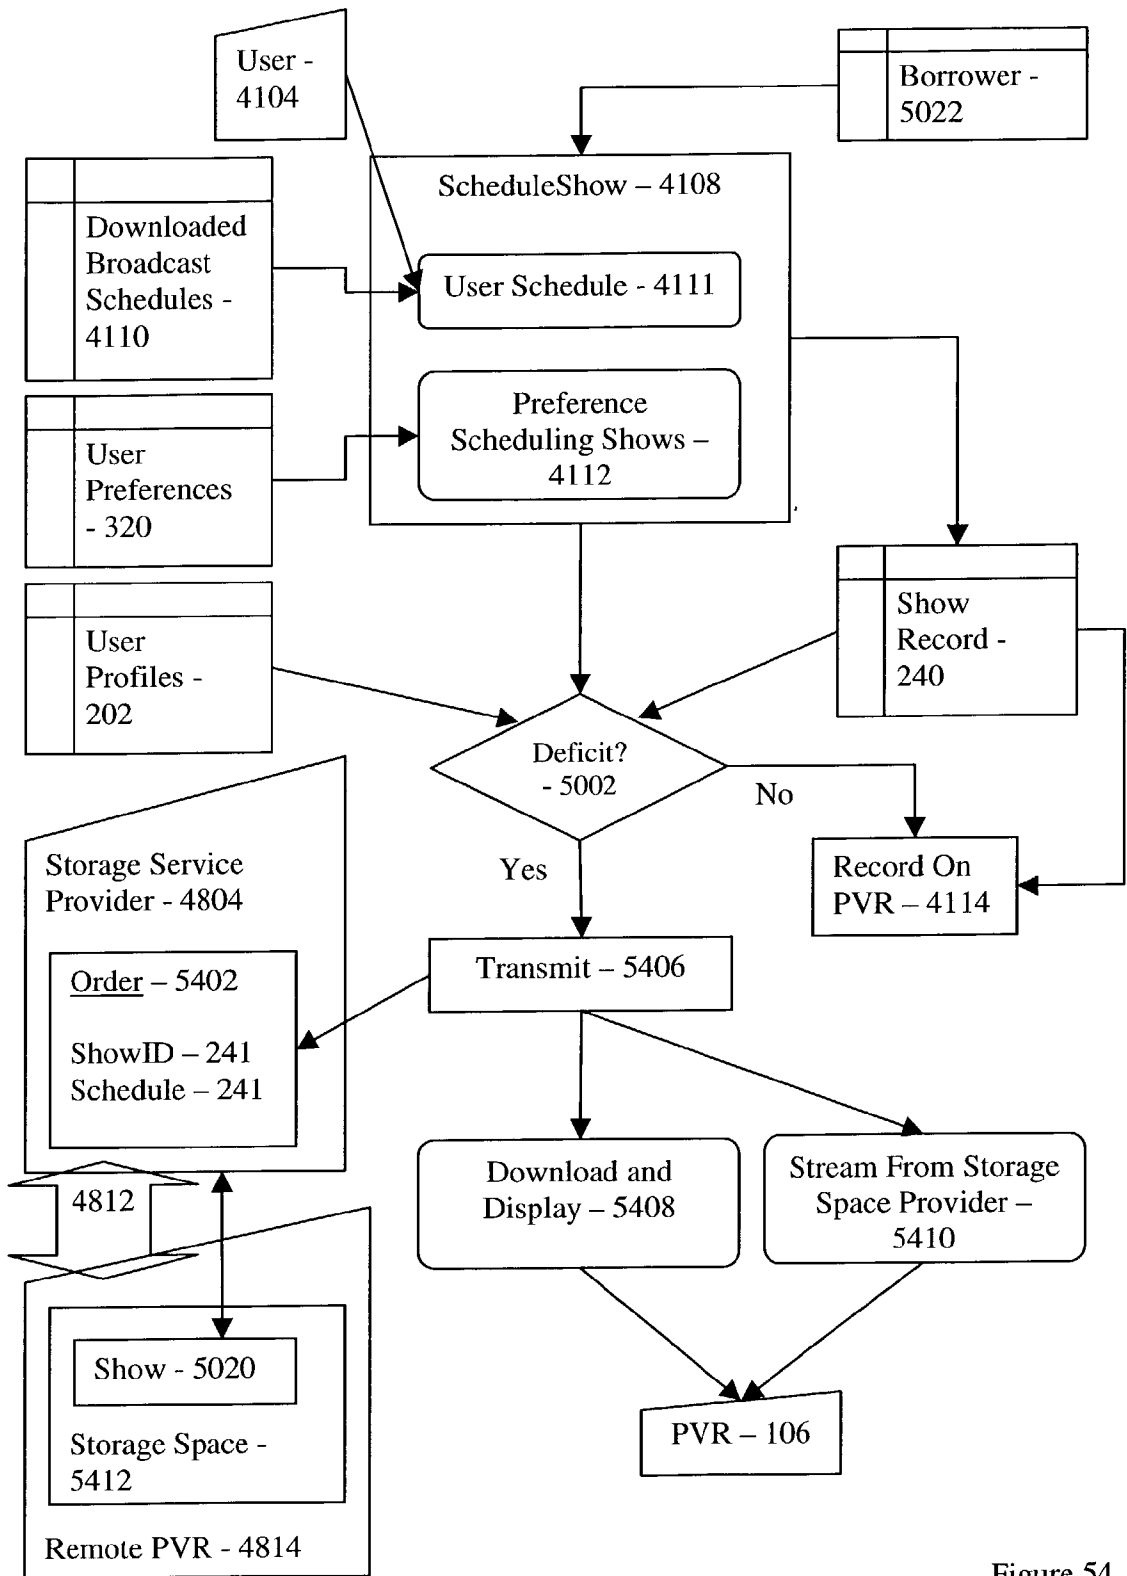 User -
4104
Borrower -
5022
ScheduleShow – 4108
Downloaded
Broadcast
Schedules -
4110
User Schedule - 4111
Preference
Scheduling Shows –
4112
User
Preferences
- 320
Show
Record -
240
User
Profiles -
202
Deficit?
- 5002
No
Yes
Record On
PVR – 4114
Storage Service
Provider - 4804
Order – 5402
ShowID – 241
Schedule – 241
Transmit – 5406
4812
Download and
Display – 5408
Stream From Storage
Space Provider –
5410
Show - 5020
Storage Space -
5412
PVR – 106
Remote PVR - 4814
Figure 54